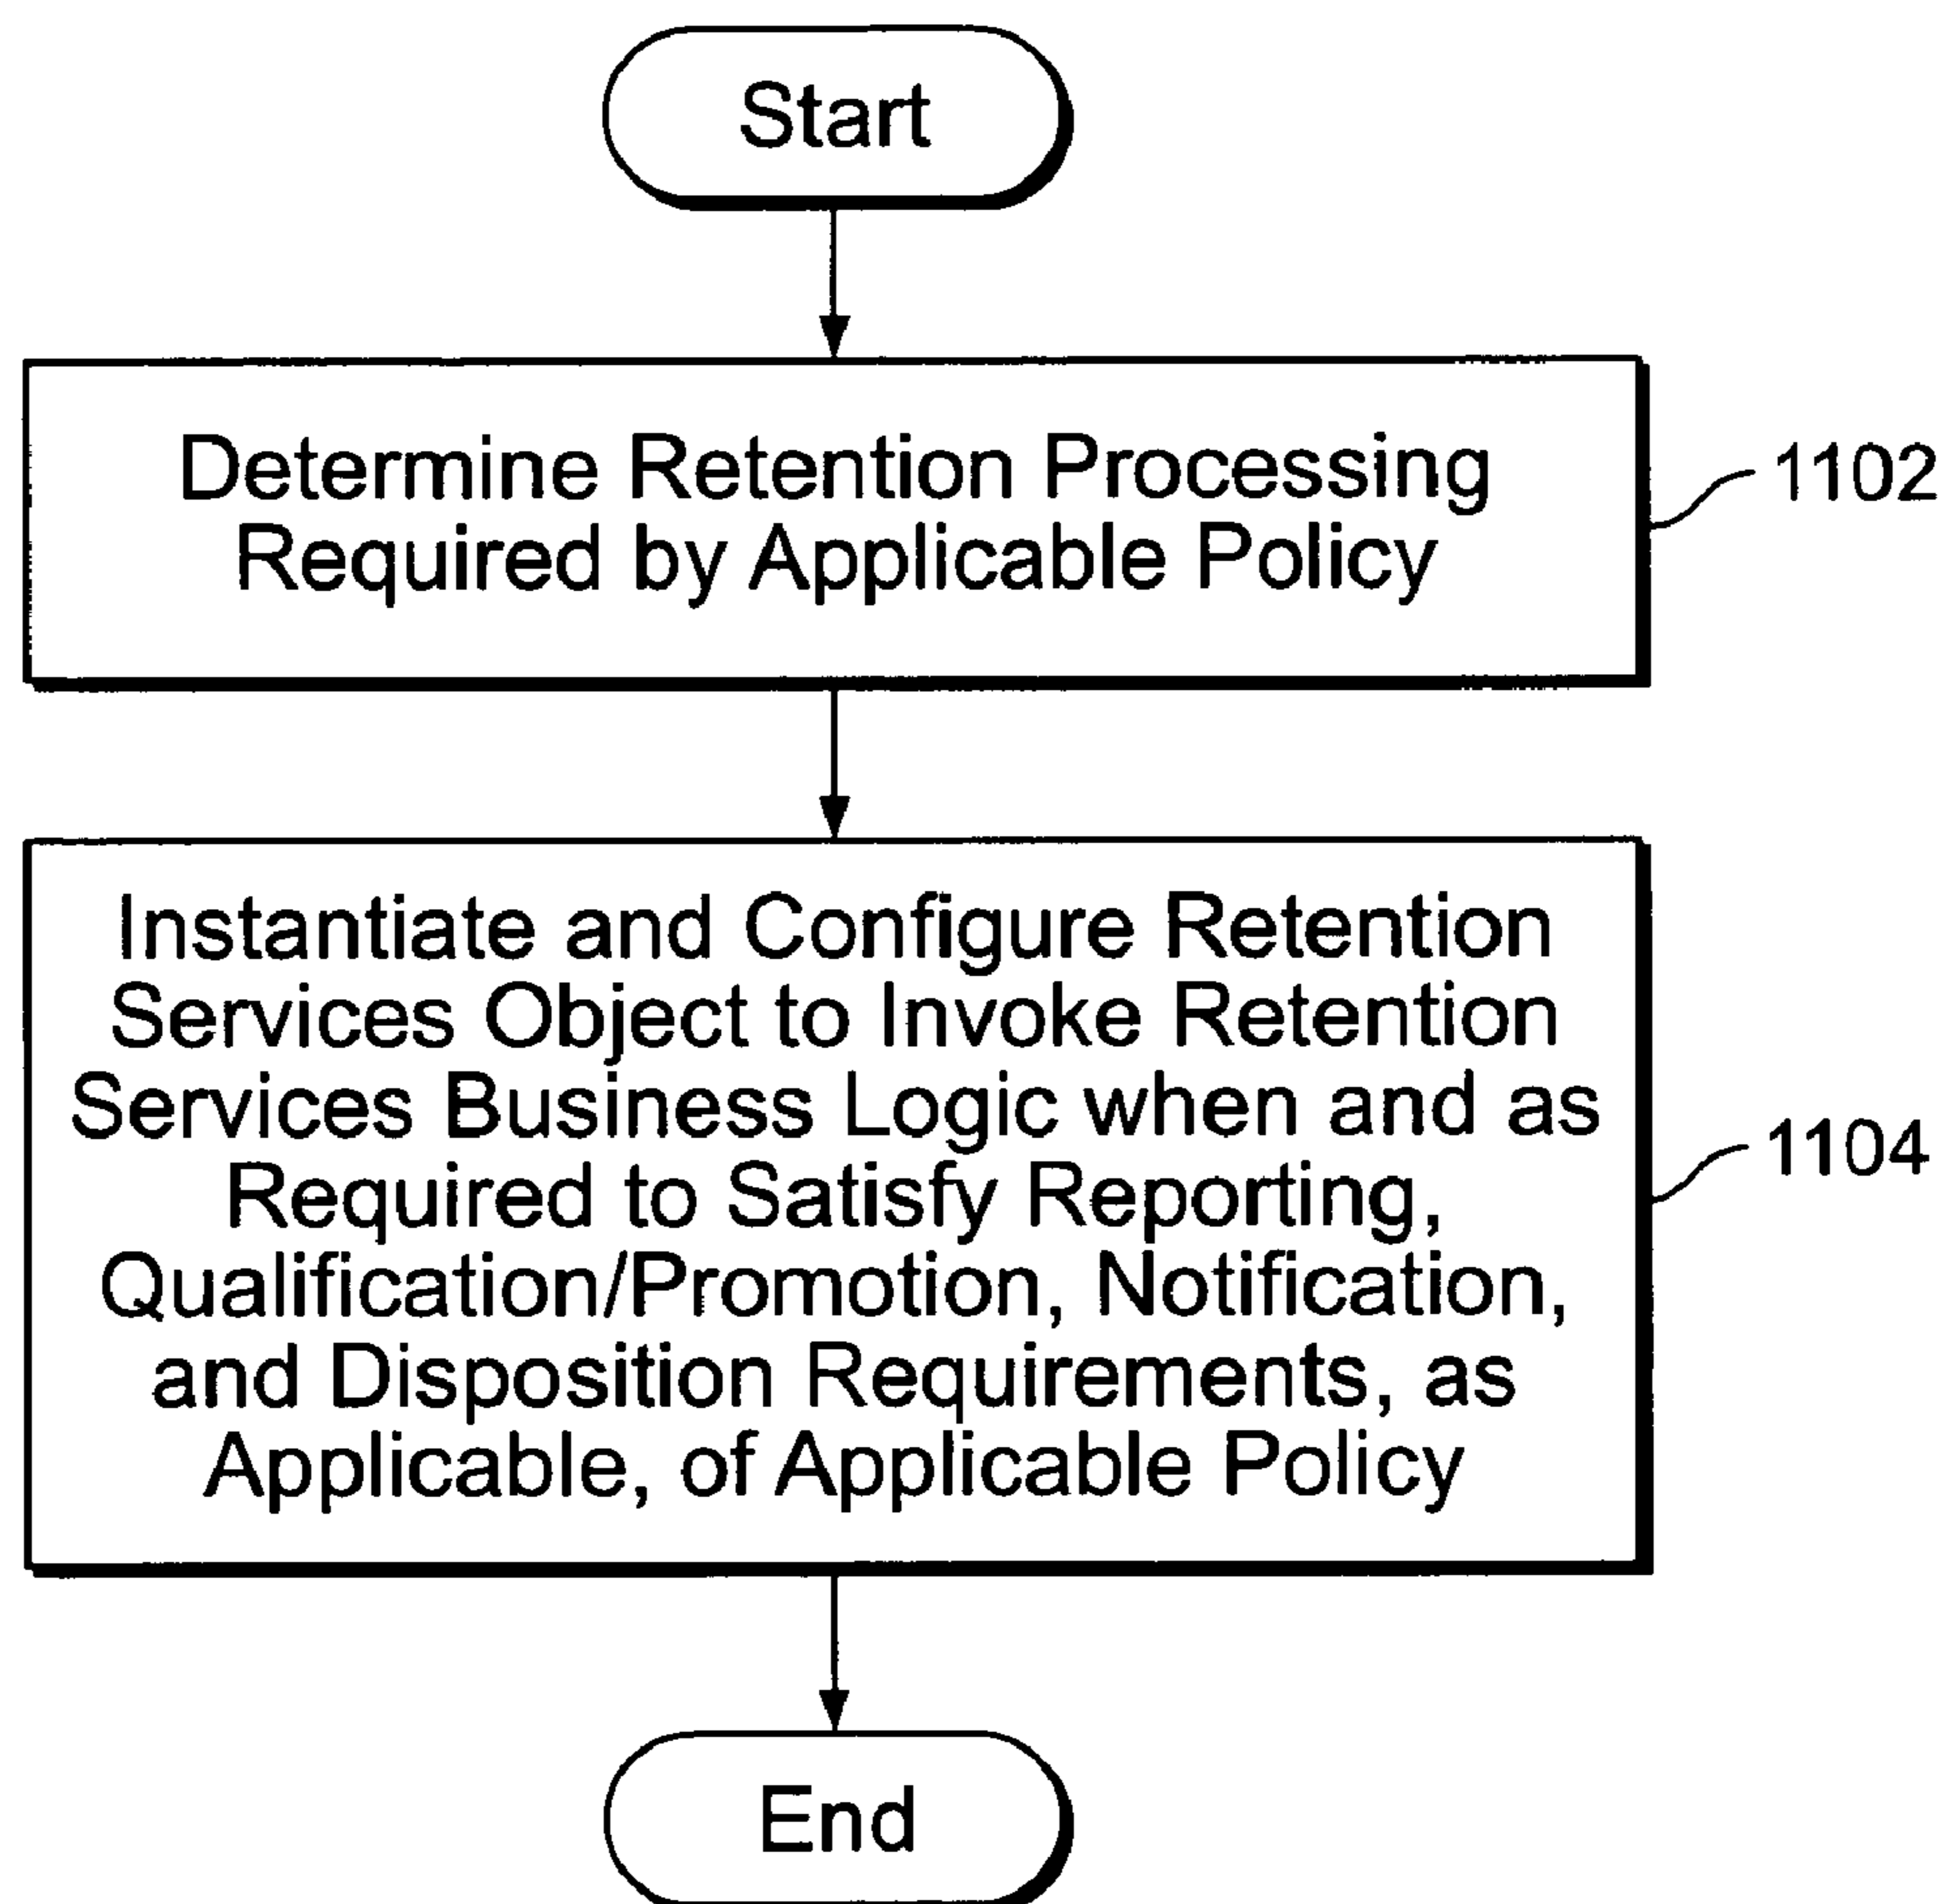 Start
Determine Retention Processing
Required by Applicable Policy
1102
Instantiate and Configure Retention
Services Object to Invoke Retention
Services Business Logic when and as
Required to Satisfy Reporting,
Qualification/Promotion, Notification,
and Disposition Requirements, as
Applicable, of Applicable Policy
1104
End